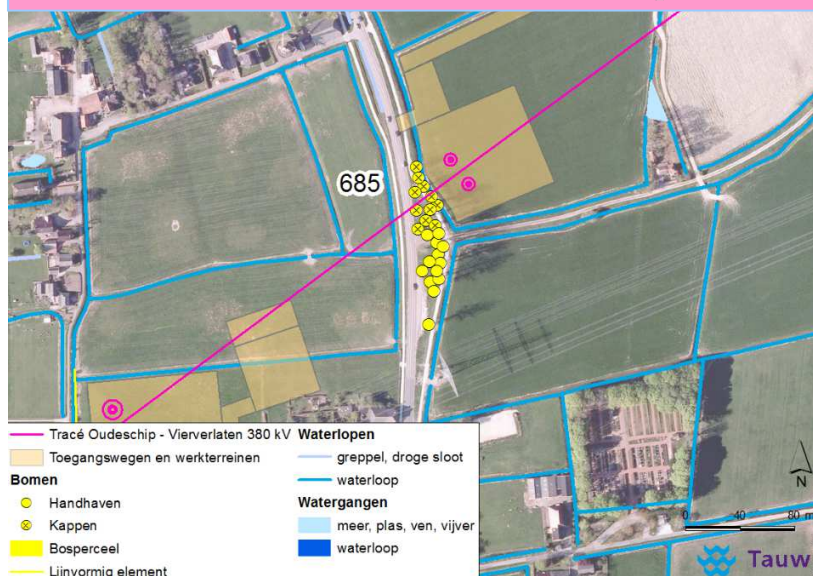 685
Tracé Oudeschip - Vierverlaten 380 kV
Toegangswegen en werkterreinen
Bomen
Handhaven
Kappen
Bosperceel
Lijnvormig element
Waterlopen
greppel, droge sloot
waterloop
Watergangen
meer, plas, ven, vijver
waterloop
N
0 40 80 m
Tauw